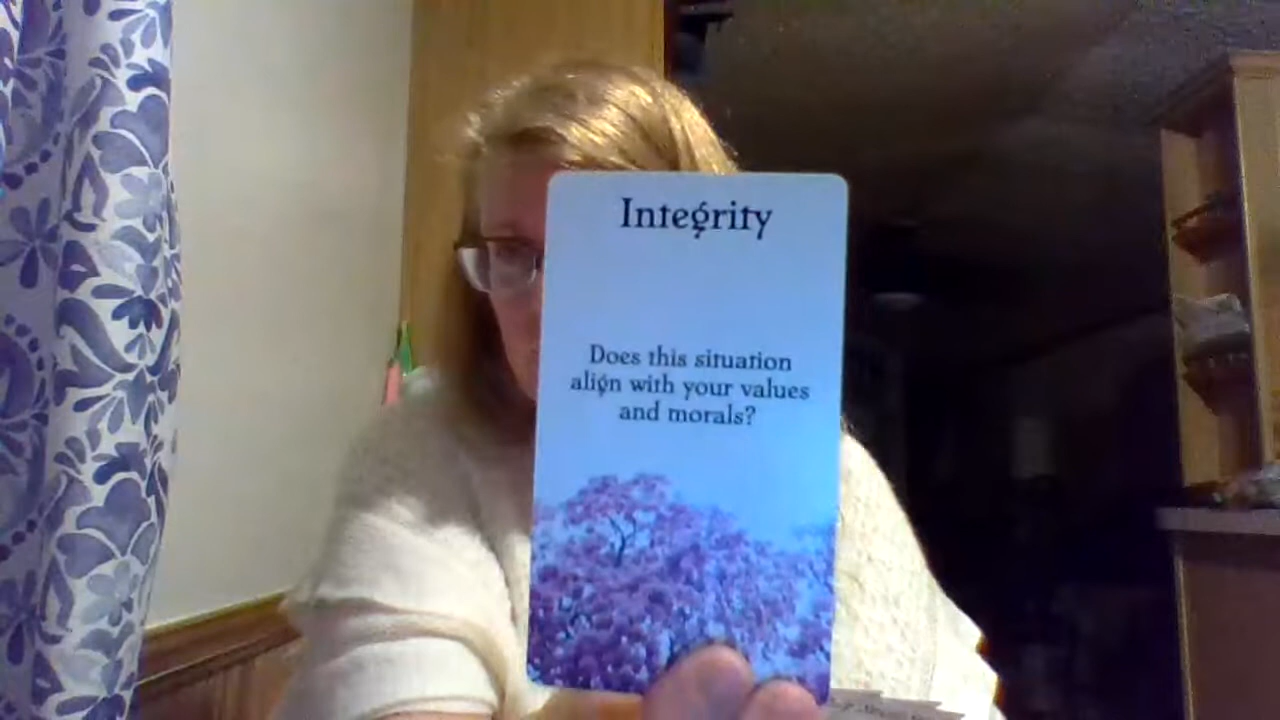 Integrity
Does this situation
align with your values
and morals?